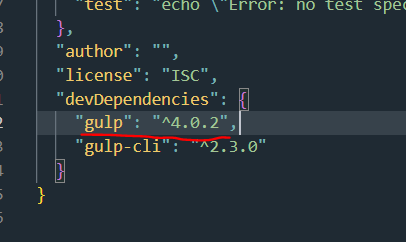 "test": "echo \"Error: no test spec
},
"author": "",
"license": "ISC",
"devDependencies": {
"gulp": "^4.0.2",
"gulp-cli": "^2.3.0"
}
}